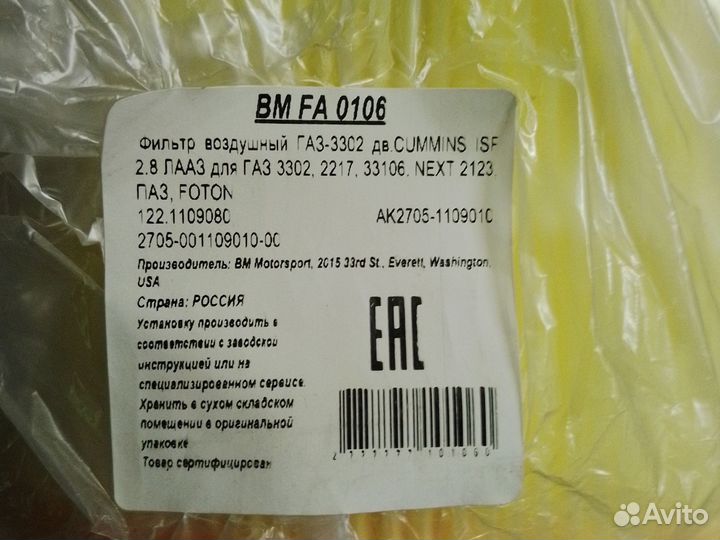 BM FA 0106
Фильтр воздушный ГАЗ-3302 дв.CUMMINS ISF
2.8 ЛААЗ для ГАЗ 3302, 2217, 33106, NEXT 2123,
ПАЗ, FOTON
122.1109080 AK2705-1109010
2705-001109010-00
Производитель: BM Motorsport, 2015 33rd St., Everett, Washington,
USA
Страна: РОССИЯ
Установку производить в
соответствии с заводской
инструкцией или на
специализированном сервисе.
Хранить в сухом складском
помещении в оригинальной
упаковке
Товар сертифицирован
EAC
Avito